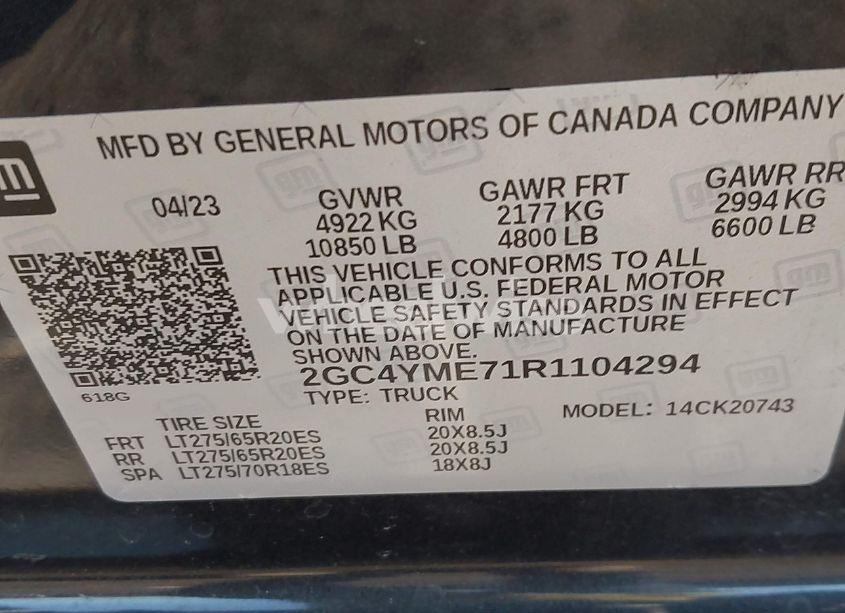 MFD BY GENERAL MOTORS OF CANADA COMPANY
04/23
GVWR
4922 KG
10850 LB
GAWR FRT
2177 KG
4800 LB
GAWR RR
2994 KG
6600 LB
THIS VEHICLE CONFORMS TO ALL
APPLICABLE U.S. FEDERAL MOTOR
VEHICLE SAFETY STANDARDS IN EFFECT
ON THE DATE OF MANUFACTURE
SHOWN ABOVE.
2GC4YME71R1104294
TYPE: TRUCK
MODEL: 14CK20743
618G
TIRE SIZE RIM
FRT LT275/65R20ES 20X8.5J
RR LT275/65R20ES 20X8.5J
SPA LT275/70R18ES 18X8J